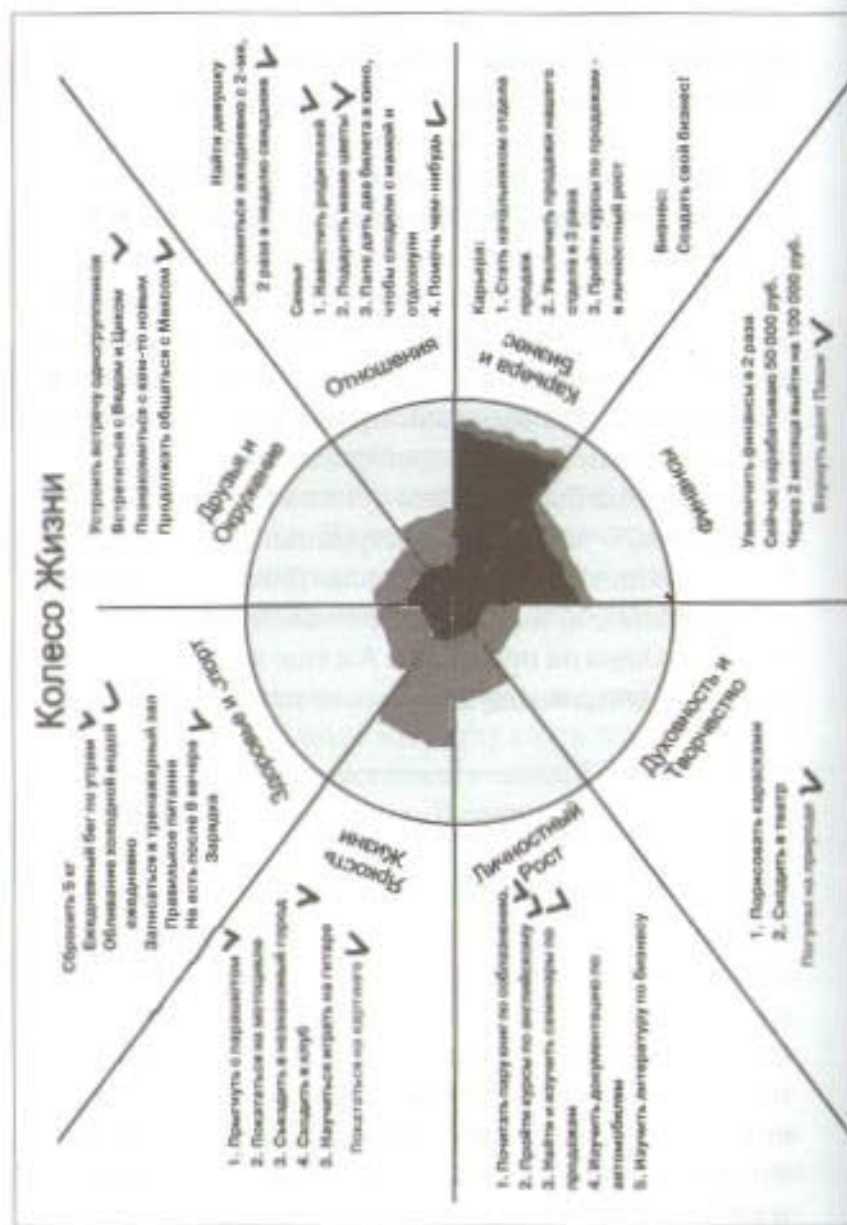 Колесо Жизни
Сбросить 5 кг
Ежедневный бег по утрам
Обливание холодной водой
ежедневно
Записаться в тренажерный зал
Правильное питание
Не есть после 8 вечера
Зарядка
Здоровье и Спорт
Устроить встречу одногруппников
Встретиться с Видом и Циком
Познакомиться с кем-то новым
Продолжать общаться с Миком
Друзья и
Окружение
Найти девушку
Знакомиться ежедневно с 2-мя,
2 раза в неделю свидания
Семья
1. Навестить родителей
2. Подарить маме цветы
3. Папе дать два билета в кино,
чтобы сходили с мамой и
отдохнули
4. Помочь чем-нибудь
Отношения
Карьера:
1. Стать начальником отдела
продаж
2. Увеличить продажи нашего
отдела в 3 раза
3. Пройти курсы по продажам -
в личностный рост
Бизнес:
Создать свой бизнес!
Карьера и
Бизнес
Финансы
Увеличить финансы в 2 раза
Сейчас зарабатываю 50 000 руб.
Через 2 месяца выйти на 100 000 руб.
Вернуть долг Паше
Духовность и
Творчество
1. Порисовать красками
2. Сходить в театр
Погулять на природе
Личностный
Рост
1. Почитать пару книг по соблазнению
2. Пройти курсы по английскому
3. Найти и изучить семинары по
продажам
4. Изучить документацию по
автомобилям
5. Изучить литературу по бизнесу
Яркость
Жизни
1. Прыгнуть с парашютом
2. Покататься на мотоцикле
3. Съездить в незнакомый город
4. Сходить в клуб
5. Научиться играть на гитаре
Покататься на картинге